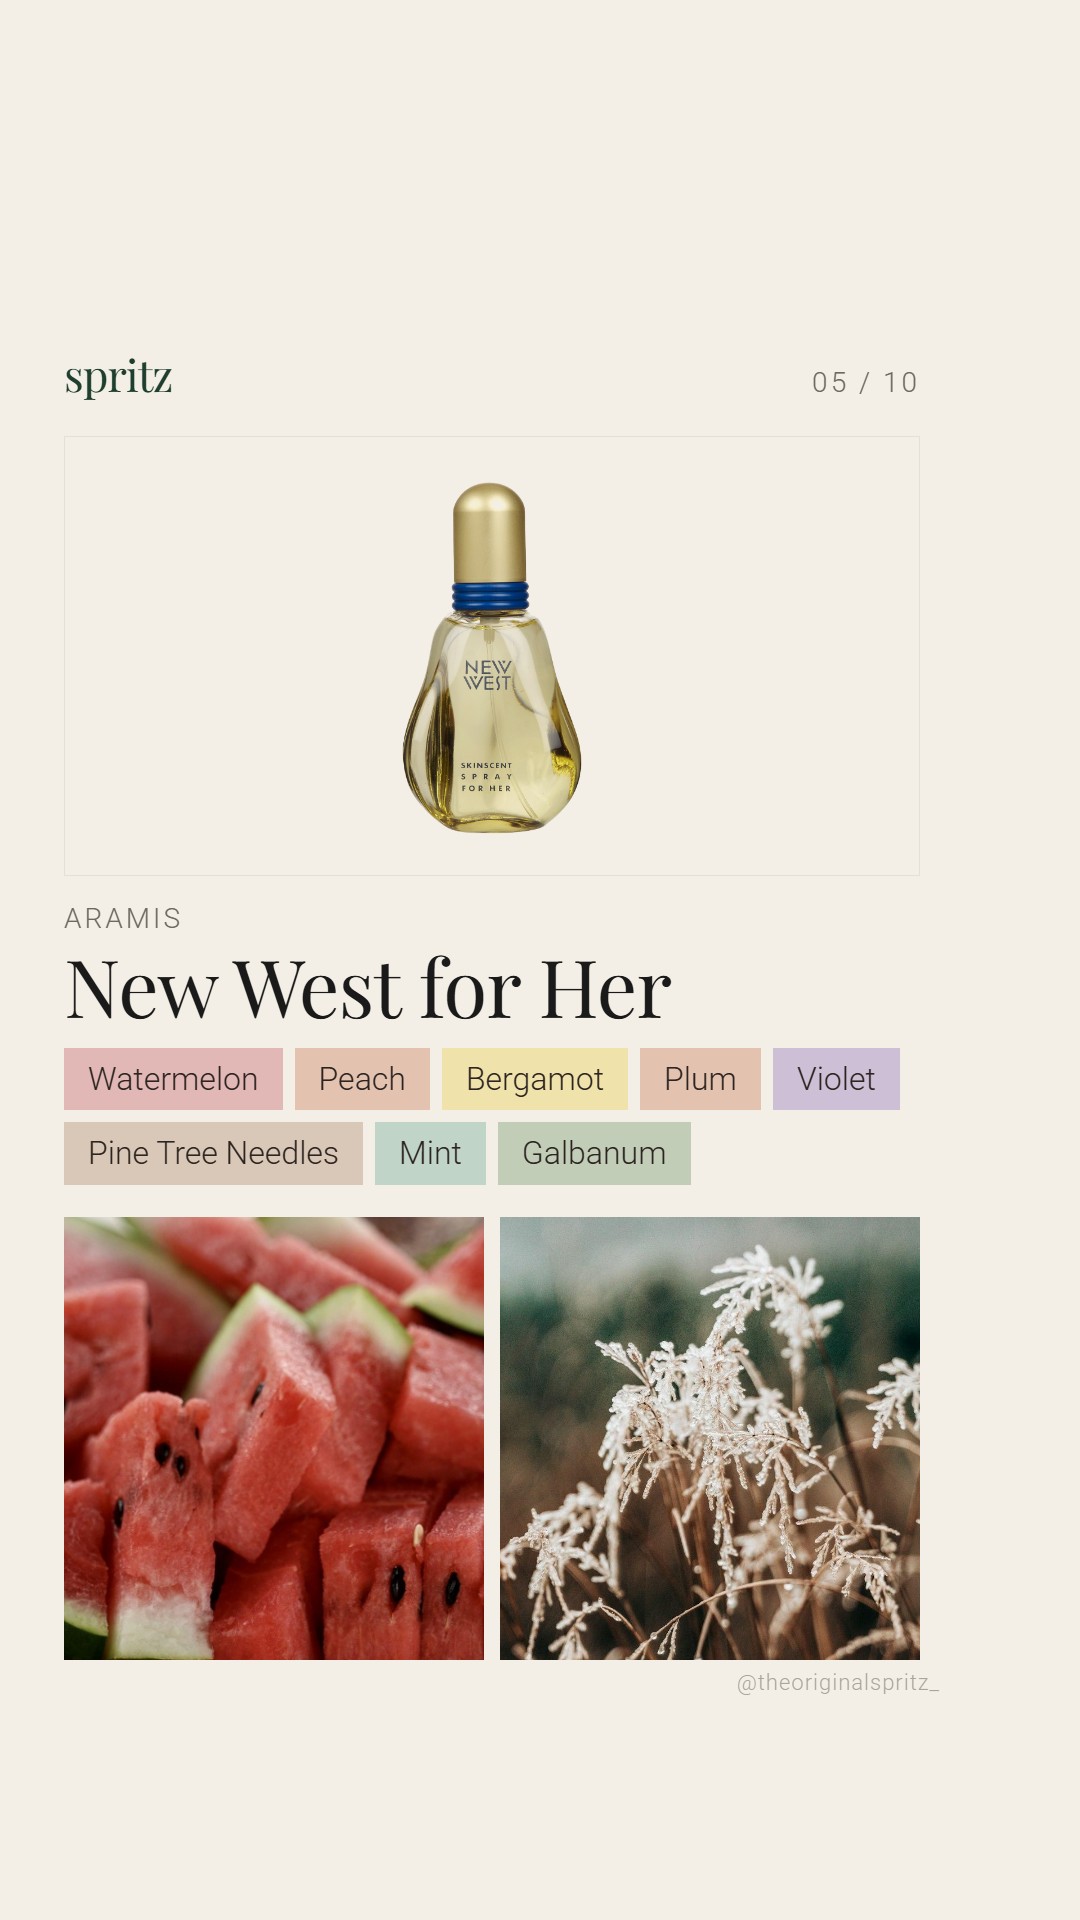 spritz
05 / 10
NEW
WEST
SKINSCENT
SPRAY
FOR HER
ARAMIS
New West for Her
Watermelon Peach Bergamot Plum Violet
Pine Tree Needles Mint Galbanum
@theoriginalspritz_